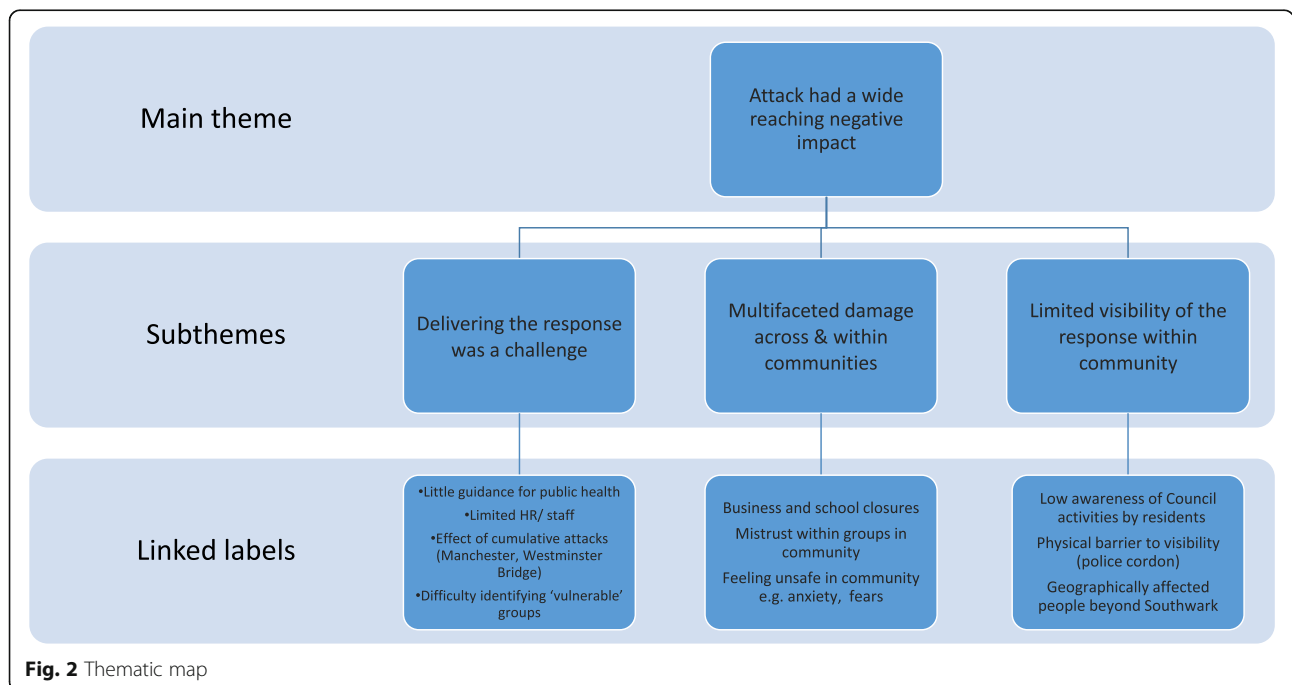 Main theme
Attack had a wide
reaching negative
impact
Subthemes
Delivering the response
was a challenge
Multifaceted damage
across & within
communities
Limited visibility of the
response within
community
Linked labels
•Little guidance for public health
•Limited HR/ staff
•Effect of cumulative attacks
(Manchester, Westminster
Bridge)
•Difficulty identifying ‘vulnerable’
groups
Business and school closures
Mistrust within groups in
community
Feeling unsafe in community
e.g. anxiety, fears
Low awareness of Council
activities by residents
Physical barrier to visibility
(police cordon)
Geographically affected
people beyond Southwark
Fig. 2 Thematic map